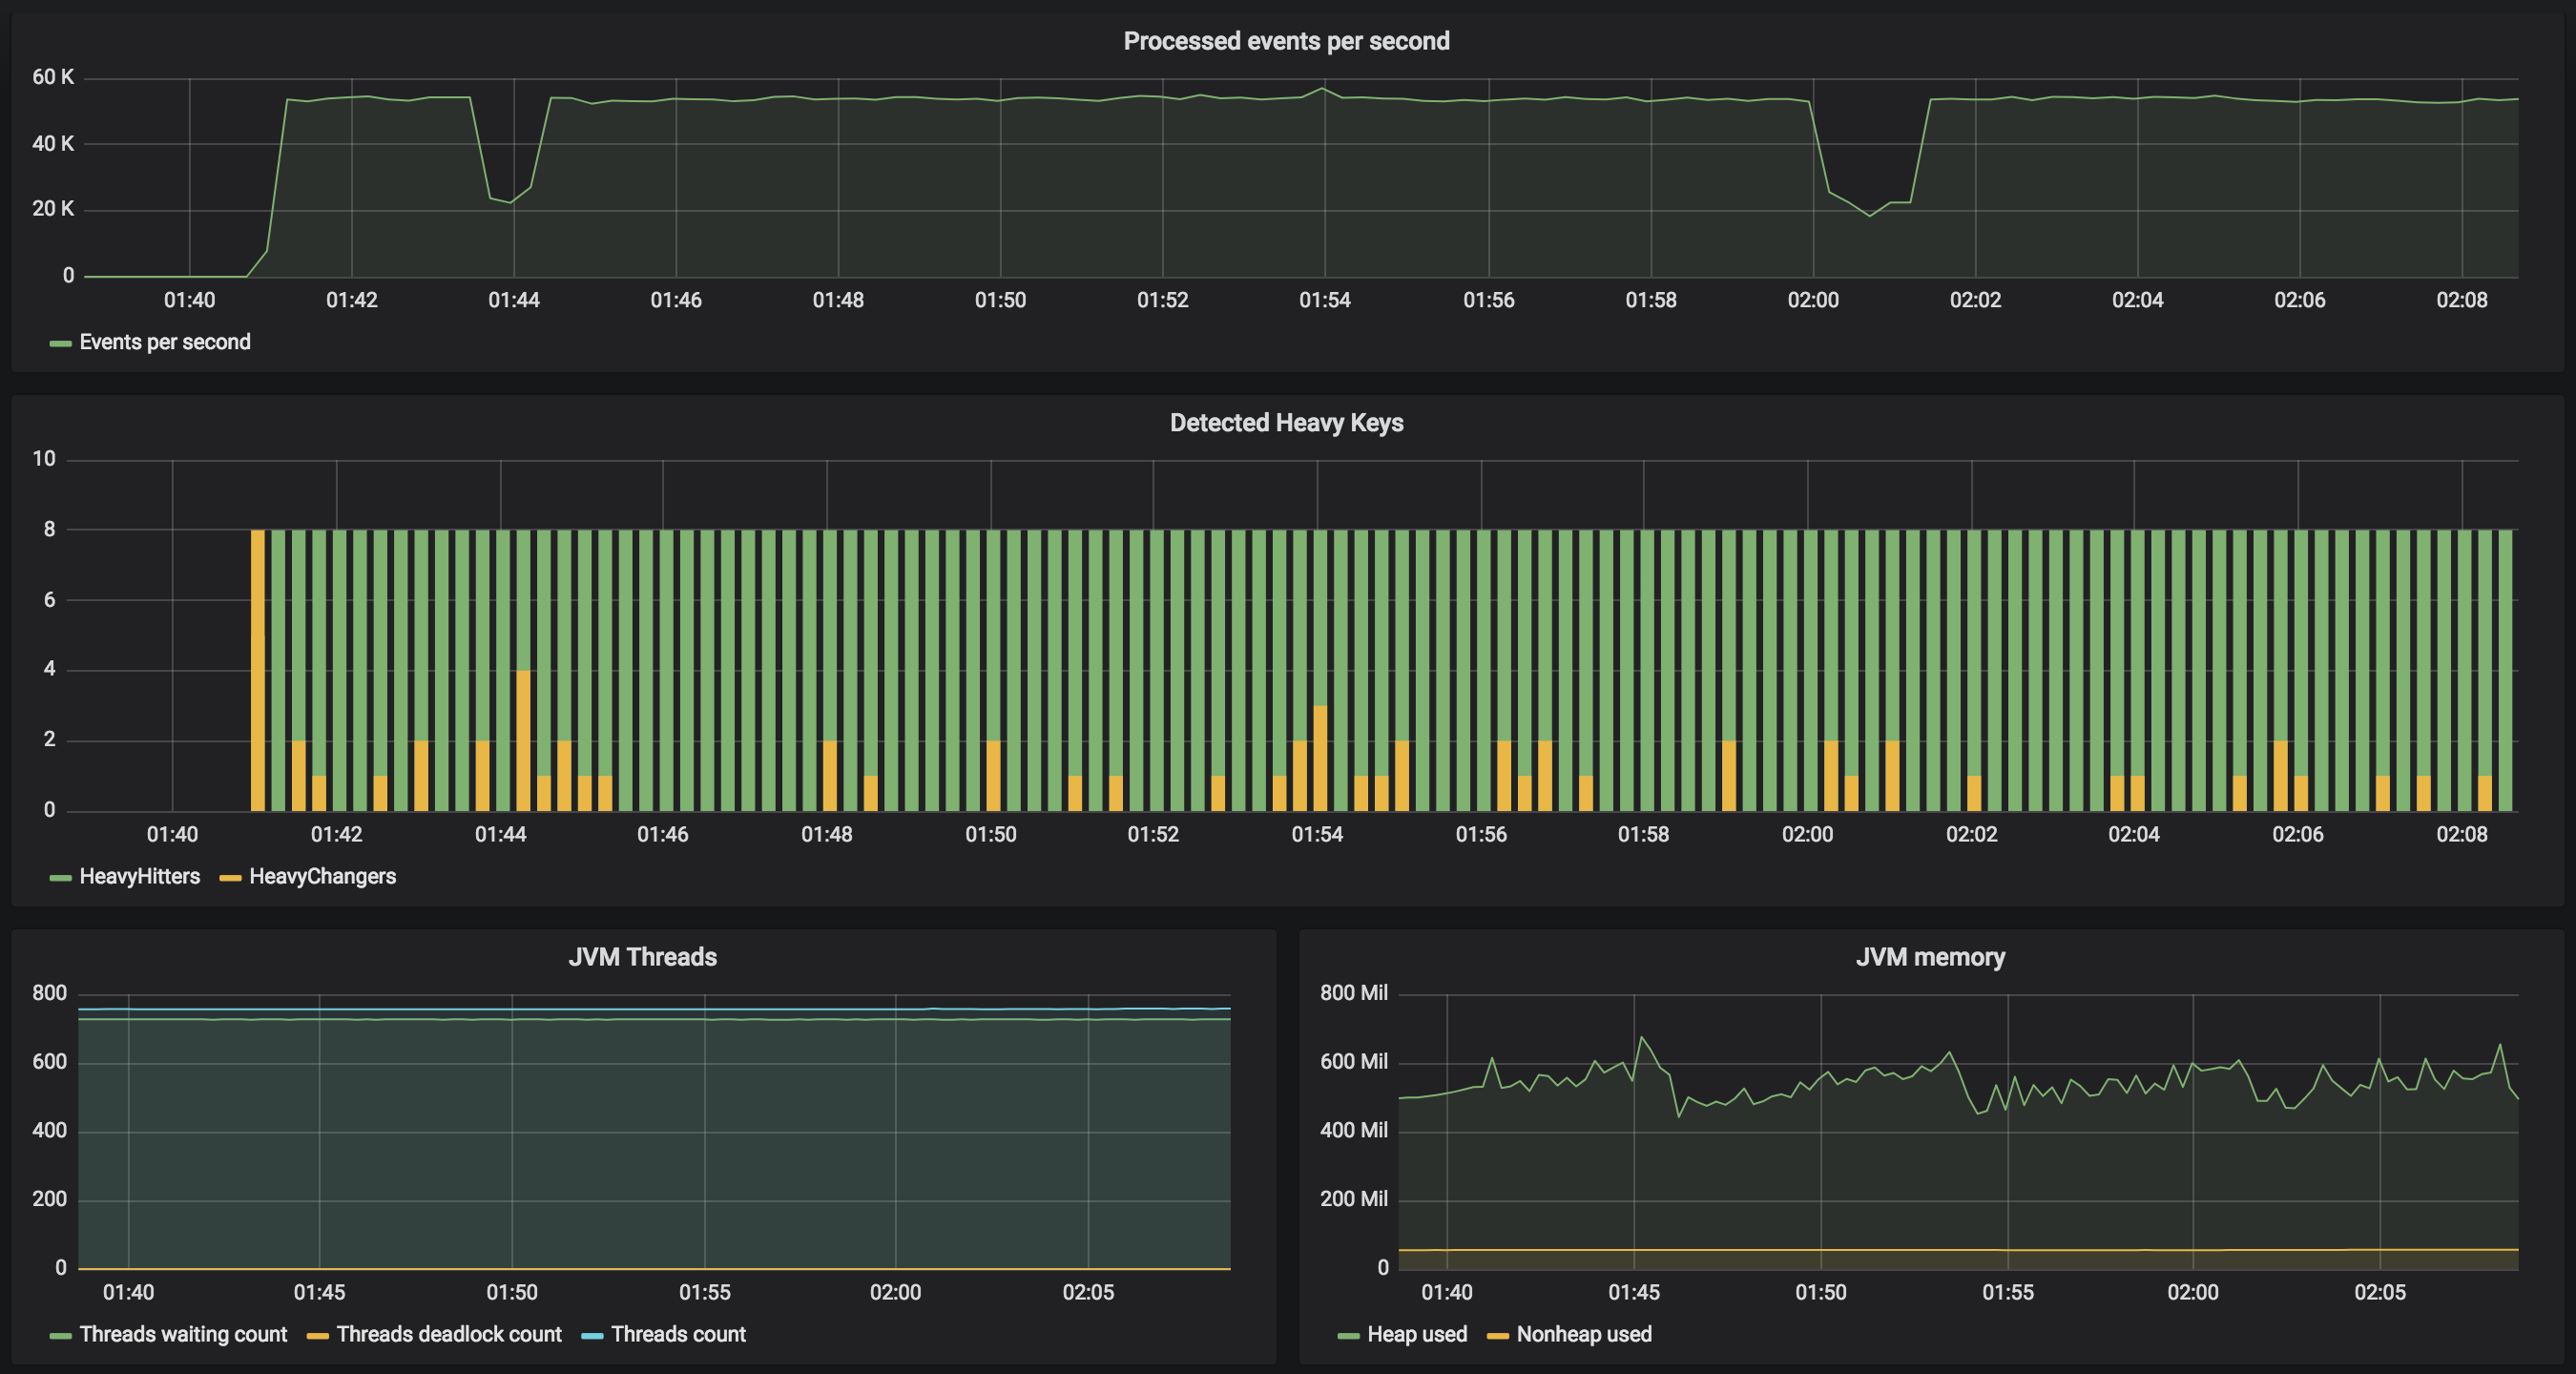 Processed events per second
60 K
40 K
20 K
0
01:40 01:42 01:44 01:46 01:48 01:50 01:52 01:54 01:56 01:58 02:00 02:02 02:04 02:06 02:08
Events per second
Detected Heavy Keys
10
8
6
4
2
0
01:40 01:42 01:44 01:46 01:48 01:50 01:52 01:54 01:56 01:58 02:00 02:02 02:04 02:06 02:08
HeavyHitters HeavyChangers
JVM Threads
800
600
400
200
0
01:40 01:45 01:50 01:55 02:00 02:05
Threads waiting count Threads deadlock count Threads count
JVM memory
800 Mil
600 Mil
400 Mil
200 Mil
0
01:40 01:45 01:50 01:55 02:00 02:05
Heap used Nonheap used